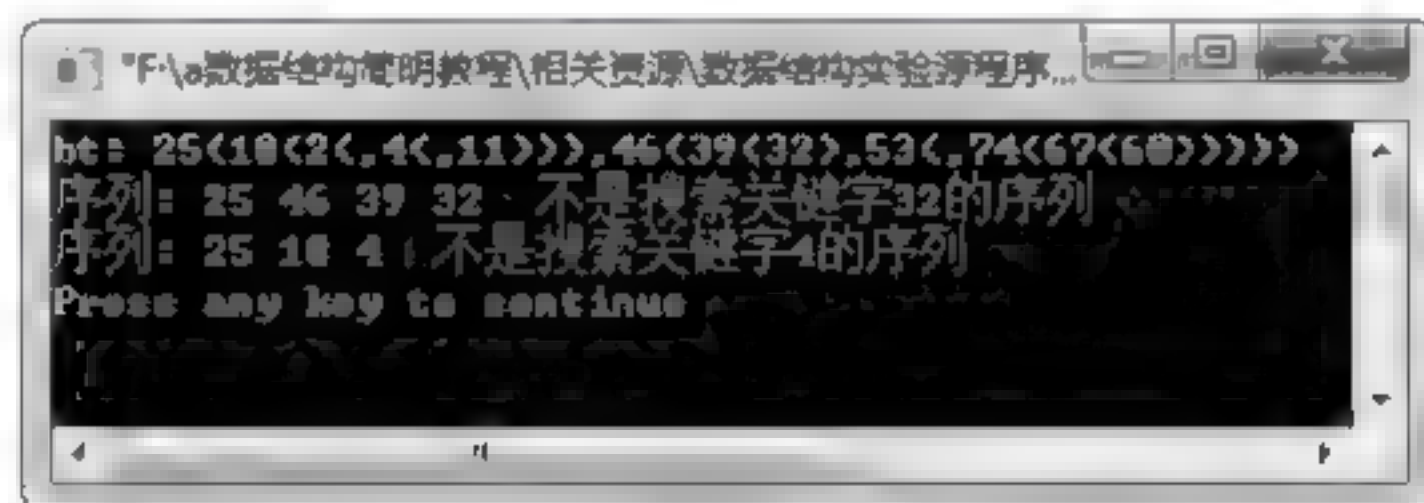 "F:\a数据结构简明教程\相关资源\数据结构实验源程序...
bt: 25(18(2(,4(,11))),46(39(32),53(,74(67(60)))))
序列: 25 46 39 32 不是搜索关键字32的序列
序列: 25 18 4 不是搜索关键字4的序列
Press any key to continue